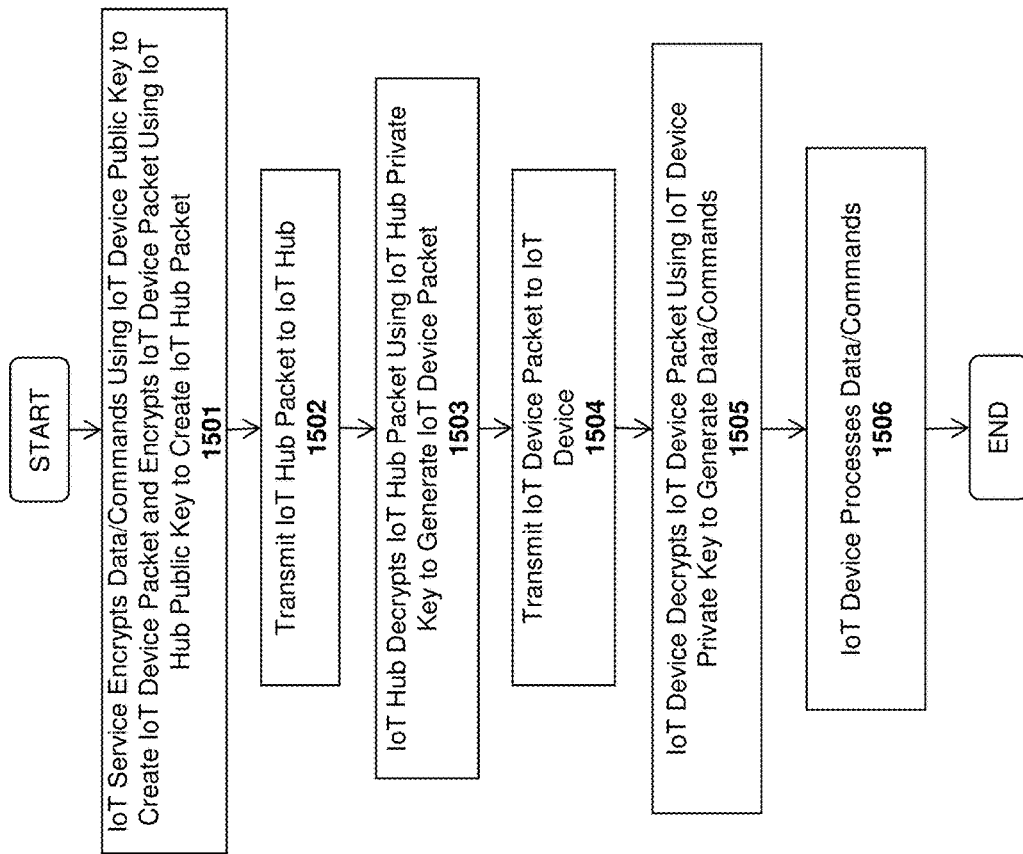 START
IoT Service Encrypts Data/Commands Using IoT Device Public Key to
Create IoT Device Packet and Encrypts IoT Device Packet Using IoT
Hub Public Key to Create IoT Hub Packet
1501
Transmit IoT Hub Packet to IoT Hub
1502
IoT Hub Decrypts IoT Hub Packet Using IoT Hub Private
Key to Generate IoT Device Packet
1503
Transmit IoT Device Packet to IoT
Device
1504
IoT Device Decrypts IoT Device Packet Using IoT Device
Private Key to Generate Data/Commands
1505
IoT Device Processes Data/Commands
1506
END